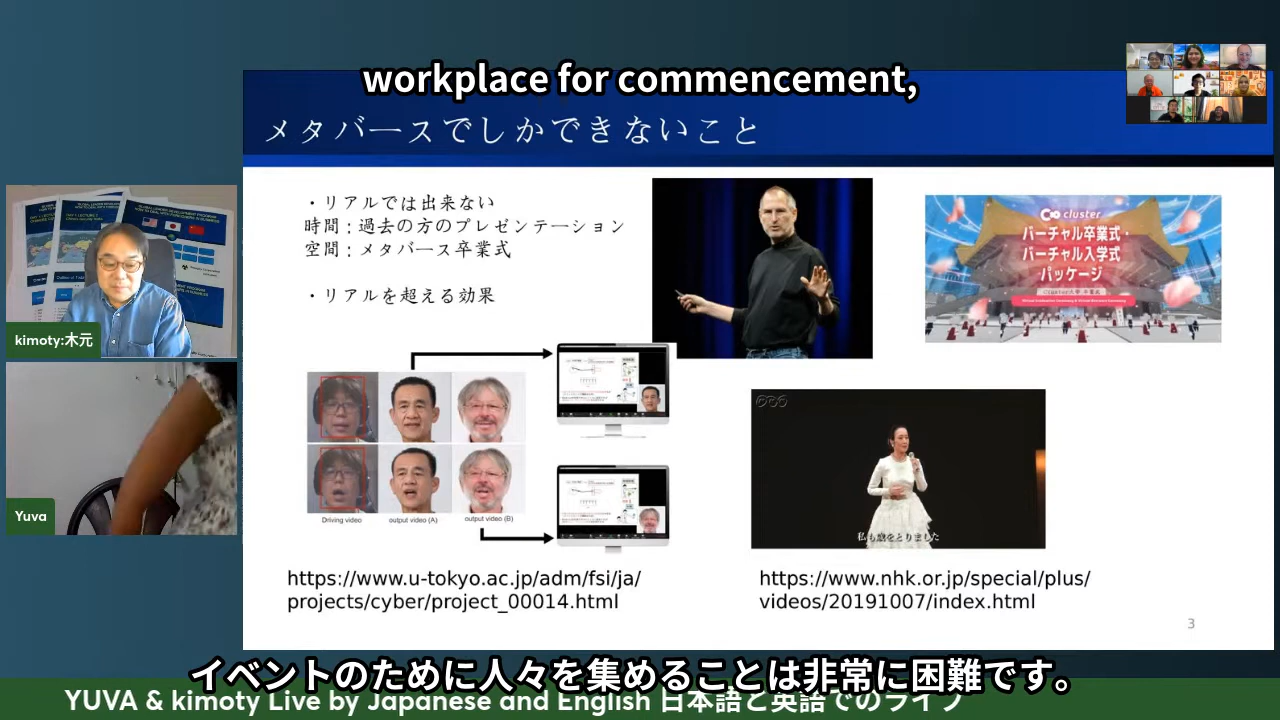 workplace for commencement,
メタバースでしかできないこと
・リアルでは出来ない
時間：過去の方のプレゼンテーション
空間：メタバース卒業式
・リアルを超える効果
cluster
バーチャル卒業式・
バーチャル入学式
パッケージ
kimoty:木元
Yuva
Driving video
output video (A)
output video (B)
私も歳をとりました
https://www.u-tokyo.ac.jp/adm/fsi/ja/
projects/cyber/project_00014.html
https://www.nhk.or.jp/special/plus/
videos/20191007/index.html
3
イベントのために人々を集めることは非常に困難です。
YUVA & kimoty Live by Japanese and English 日本語と英語でのライブ